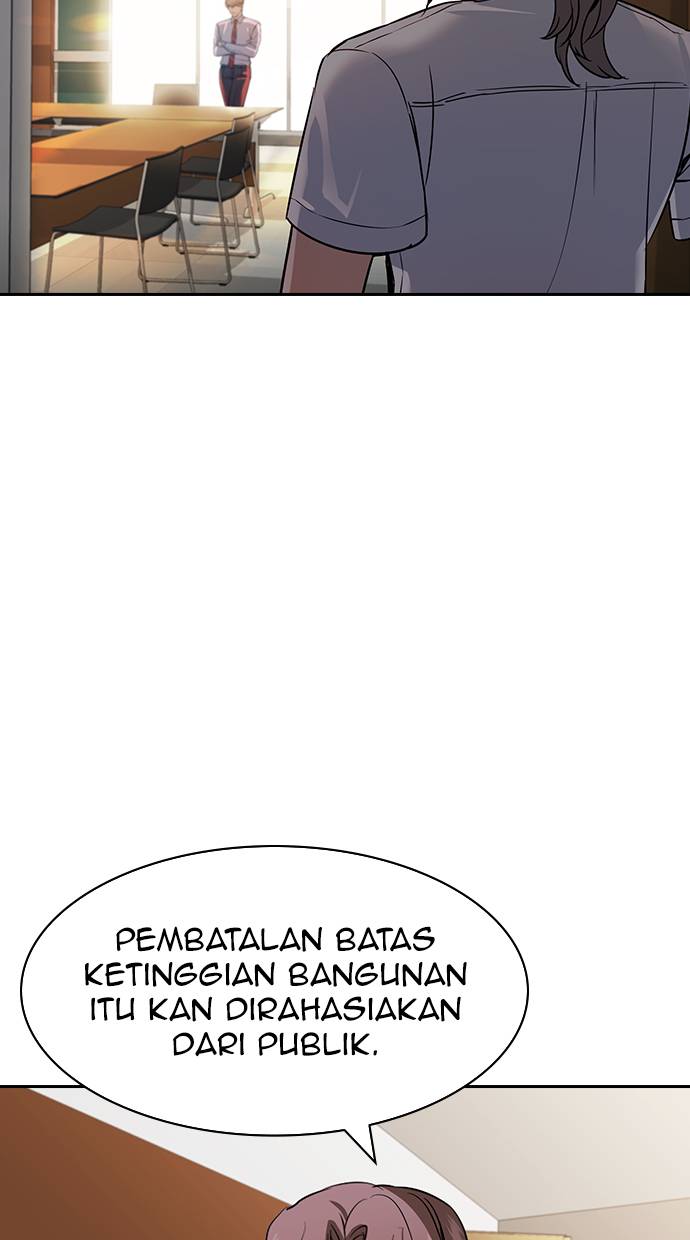 PEMBATALAN BATAS
KETINGGIAN BANGUNAN
ITU KAN DIRAHASIAKAN
DARI PUBLIK.